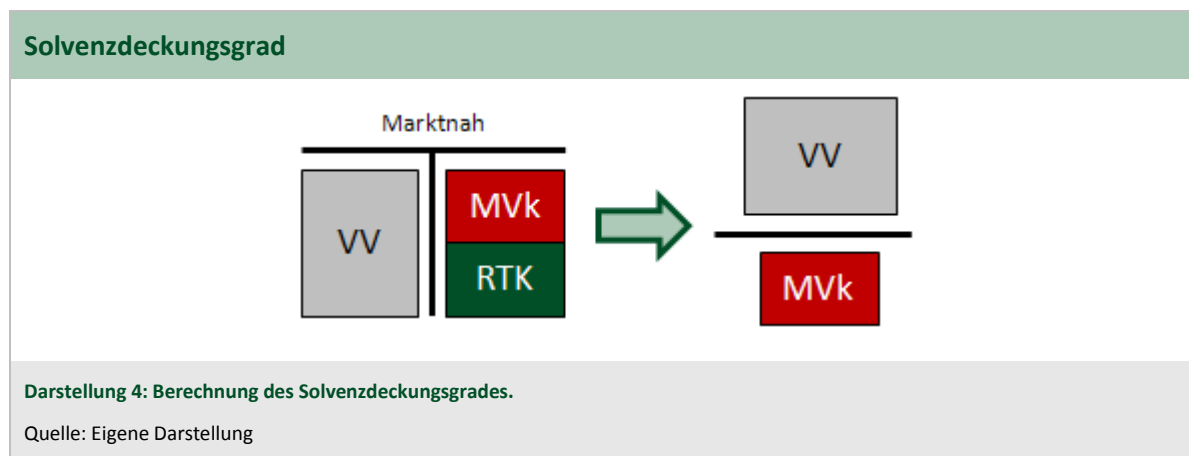 Solvenzdeckungsgrad
Marktnah
VV
MVk
RTK
VV
MVk
Darstellung 4: Berechnung des Solvenzdeckungsgrades.
Quelle: Eigene Darstellung